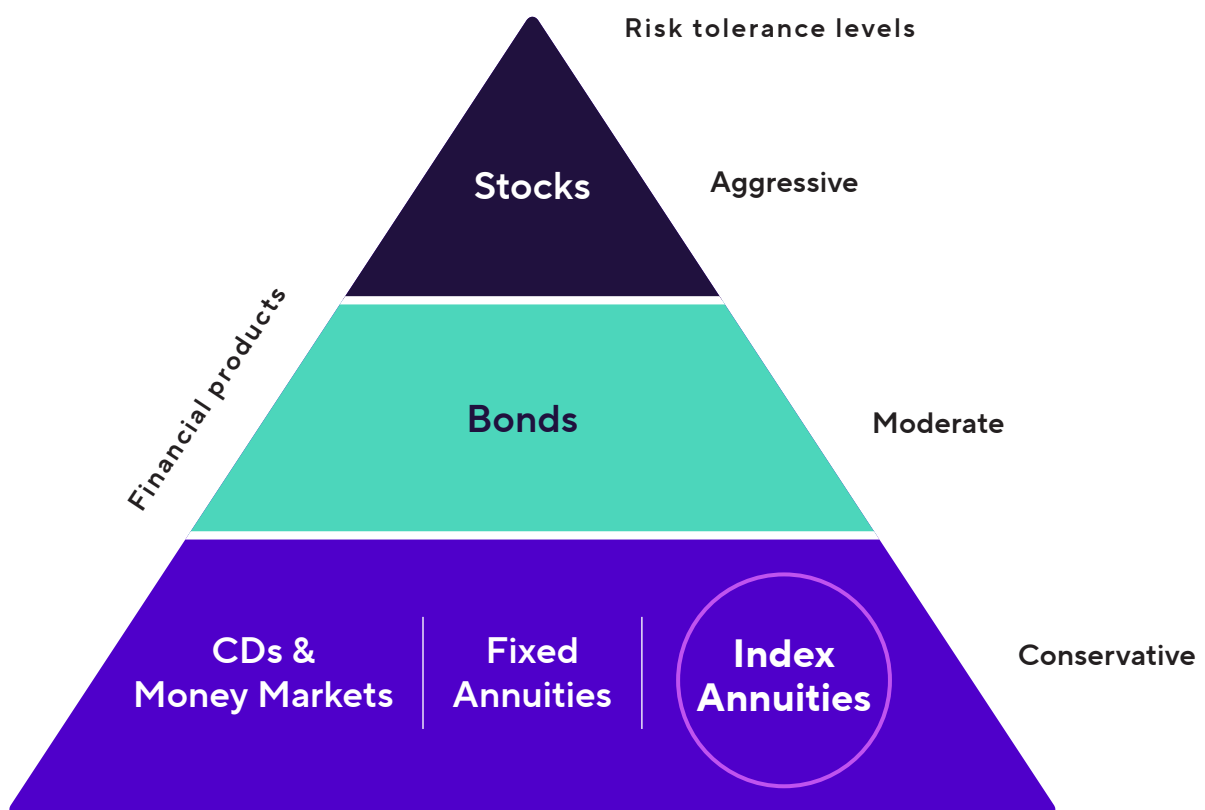 Risk tolerance levels
Stocks
Aggressive
Financial products
Bonds
Moderate
CDs &
Money Markets
Fixed
Annuities
Index
Annuities
Conservative